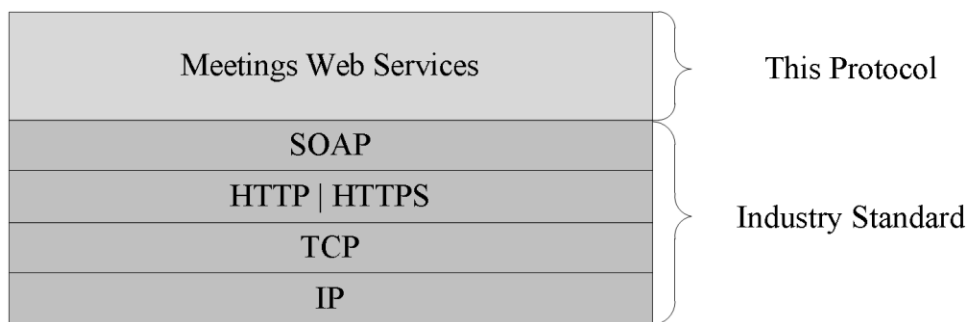 Meetings Web Services
This Protocol
SOAP
HTTP | HTTPS
TCP
IP
Industry Standard